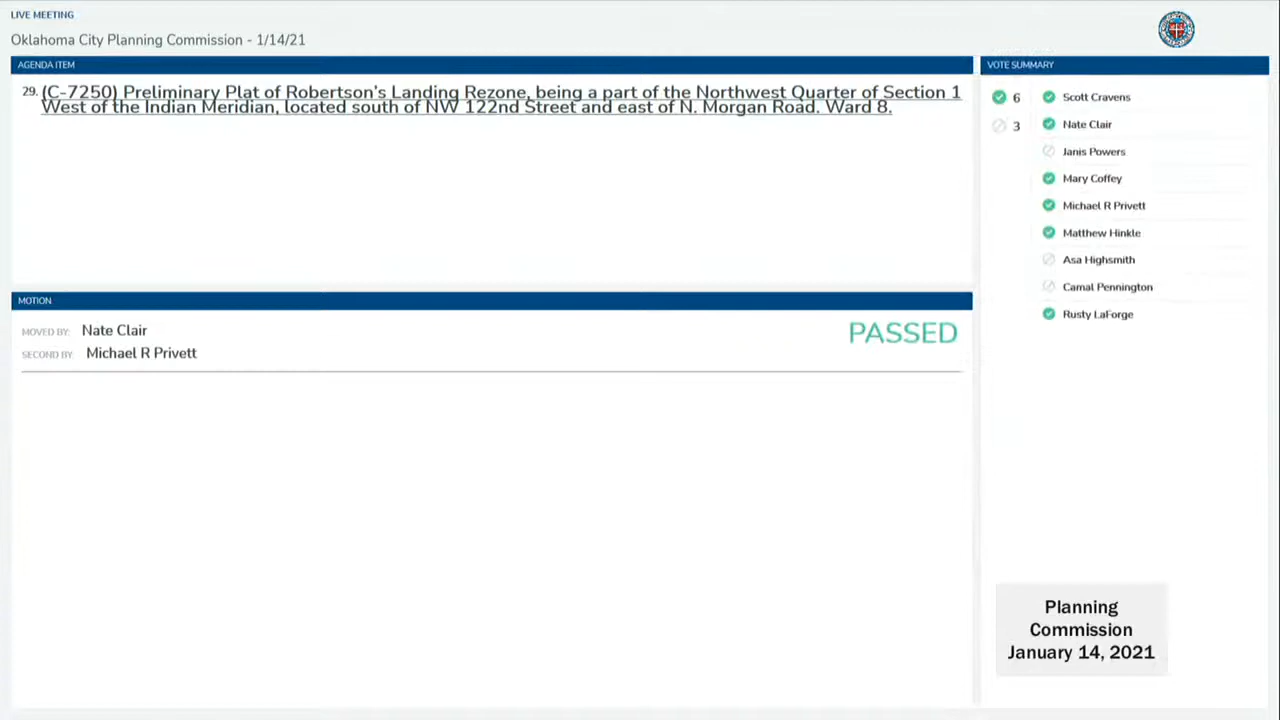 LIVE MEETING
Oklahoma City Planning Commission - 1/14/21
AGENDA ITEM
29. (C-7250) Preliminary Plat of Robertson's Landing Rezone, being a part of the Northwest Quarter of Section 1
West of the Indian Meridian, located south of NW 122nd Street and east of N. Morgan Road. Ward 8.
MOTION
MOVED BY: Nate Clair
PASSED
SECOND BY: Michael R Privett
VOTE SUMMARY
6
3
Scott Cravens
Nate Clair
Janis Powers
Mary Coffey
Michael R Privett
Matthew Hinkle
Asa Highsmith
Camal Pennington
Rusty LaForge
Planning
Commission
January 14, 2021